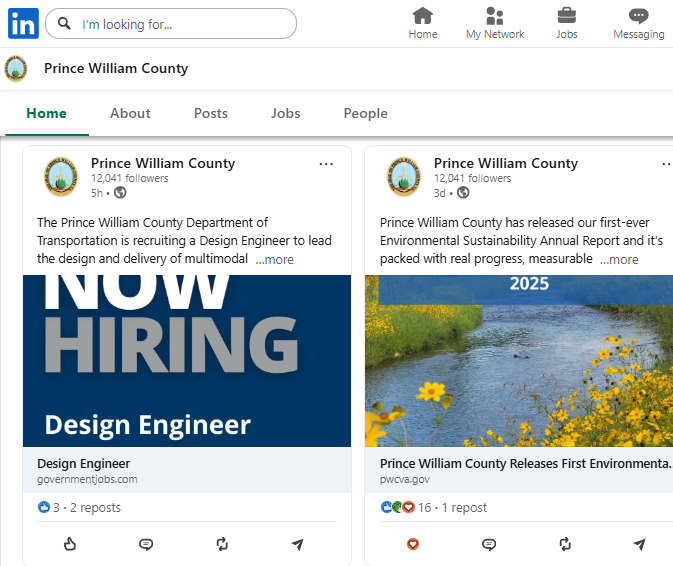 in
I'm looking for...
Home
My Network
Jobs
Messaging
Prince William County
Home
About
Posts
Jobs
People
Prince William County
12,041 followers
5h •
The Prince William County Department of
Transportation is recruiting a Design Engineer to lead
the design and delivery of multimodal ...more
NOW
HIRING
Design Engineer
Design Engineer
governmentjobs.com
3 · 2 reposts
Prince William County
12,041 followers
3d •
Prince William County has released our first-ever
Environmental Sustainability Annual Report and it's
packed with real progress, measurable ...more
2025
Prince William County Releases First Environmenta...
pwcva.gov
16 · 1 repost